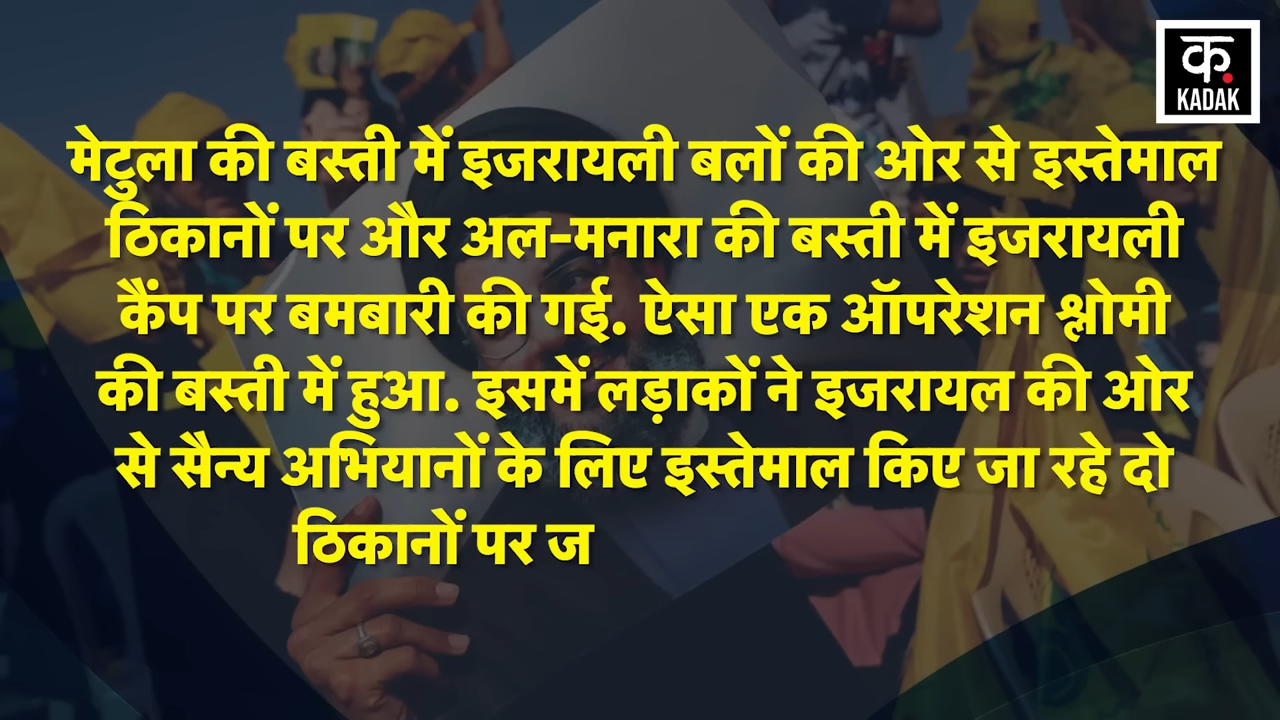 क.
KADAK
मेटुला की बस्ती में इजरायली बलों की ओर से इस्तेमाल
ठिकानों पर और अल-मनारा की बस्ती में इजरायली
कैंप पर बमबारी की गई. ऐसा एक ऑपरेशन श्लोमी
की बस्ती में हुआ. इसमें लड़ाकों ने इजरायल की ओर
से सैन्य अभियानों के लिए इस्तेमाल किए जा रहे दो
ठिकानों पर ज